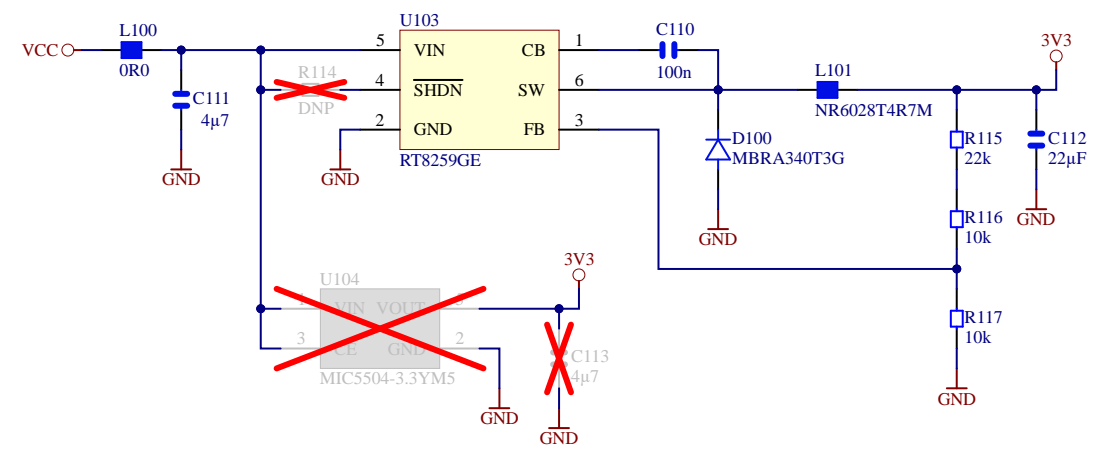 U103
VCC
L100
0R0
C111
4µ7
GND
5
VIN
R114
DNP
4
SHDN
2
GND
GND
RT8259GE
CB
1
SW
6
FB
3
C110
100n
L101
NR6028T4R7M
3V3
D100
MBRA340T3G
GND
R115
22k
C112
22µF
GND
R116
10k
R117
10k
GND
U104
1
VIN
VOUT
3
CE
GND
2
MIC5504-3.3YM5
GND
3V3
C113
4µ7
GND